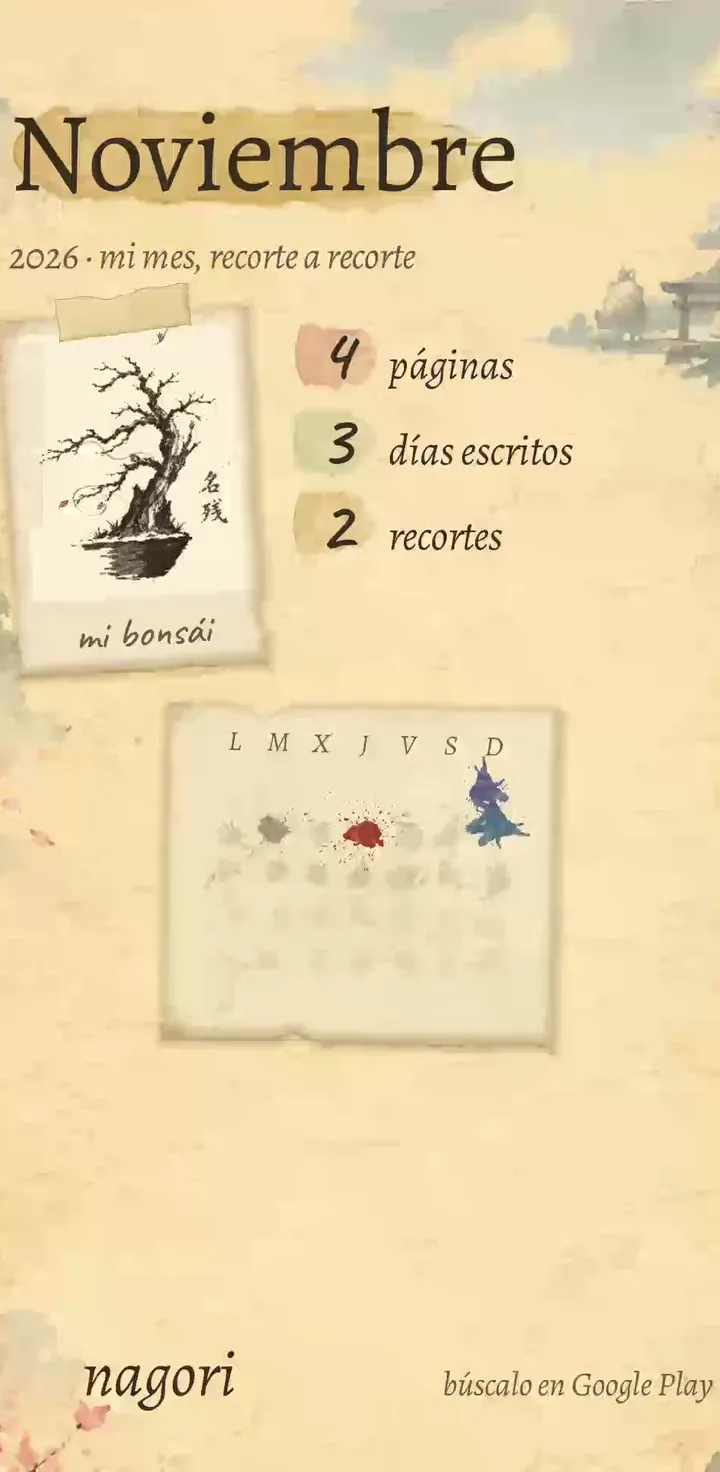 Noviembre
2026 · mi mes, recorte a recorte
4 páginas
3 días escritos
2 recortes
名残
mi bonsái
L M X J V S D
nagori
búscalo en Google Play